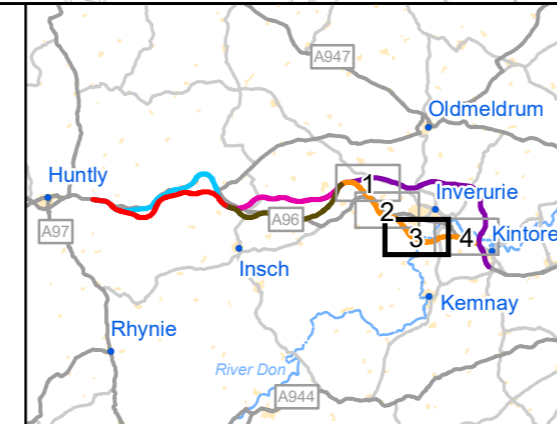 A947
Oldmeldrum
Huntly
1
Inverurie
2
A96
A97
3
4
Kintore
Insch
Kemnay
Rhynie
River Don
A944